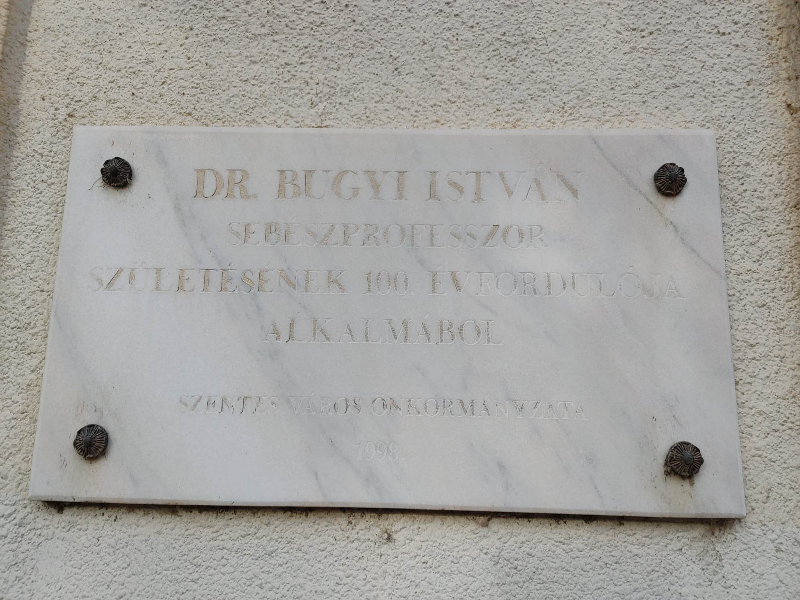 DR. BUGYI ISTVÁN
SEBÉSZPROFESSZOR
SZÜLETÉSÉNEK 100. ÉVFORDULÓJA
ALKALMÁBÓL
SZENTES VÁROS ÖNKORMÁNYZATA
1998.